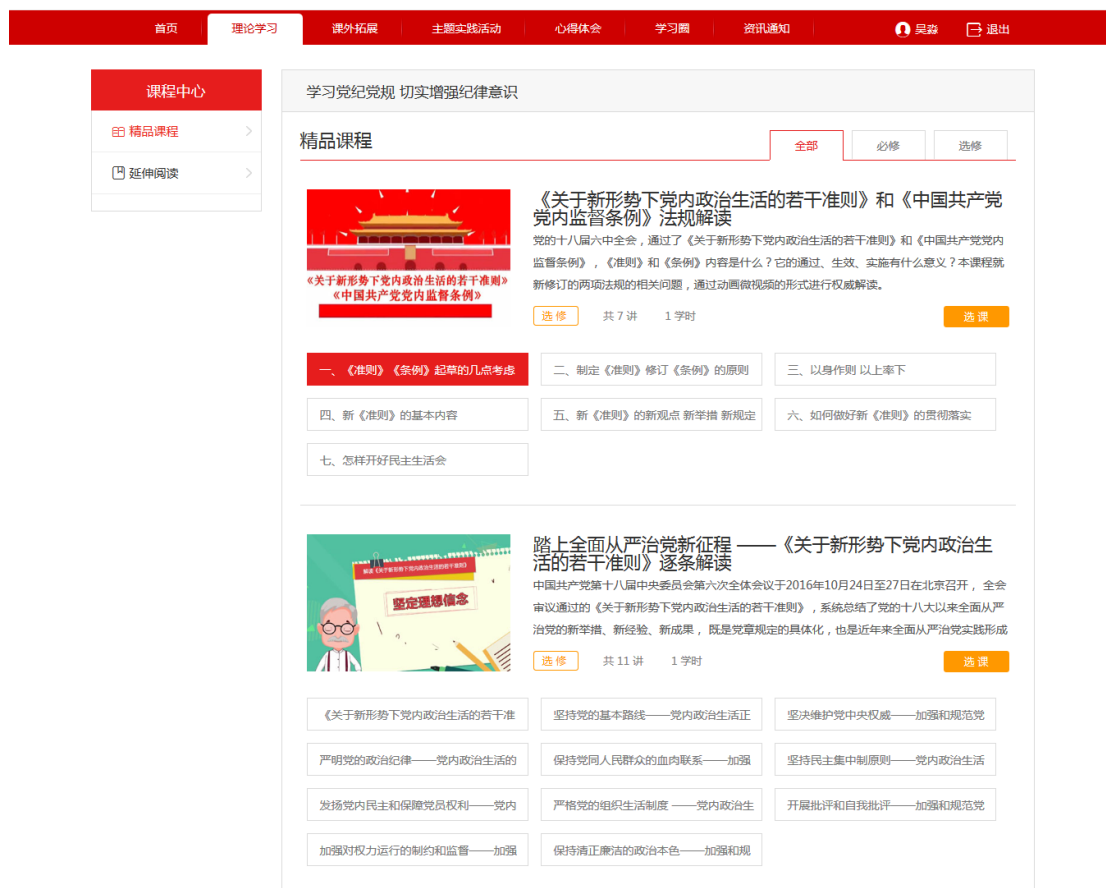 首页 理论学习 课外拓展 主题实践活动 心得体会 学习圈 资讯通知 吴淼 退出
课程中心
精品课程
延伸阅读
学习党纪党规 切实增强纪律意识
精品课程
全部 必修 选修
《关于新形势下党内政治生活的若干准则》
《中国共产党党内监督条例》
《关于新形势下党内政治生活的若干准则》和《中国共产党
党内监督条例》法规解读
党的十八届六中全会，通过了《关于新形势下党内政治生活的若干准则》和《中国共产党党内
监督条例》，《准则》和《条例》内容是什么？它的通过、生效、实施有什么意义？本课程就
新修订的两项法规的相关问题，通过动画微视频的形式进行权威解读。
选修 共 7 讲 1 学时 选课
一、《准则》《条例》起草的几点考虑 二、制定《准则》修订《条例》的原则 三、以身作则 以上率下
四、新《准则》的基本内容 五、新《准则》的新观点 新举措 新规定 六、如何做好新《准则》的贯彻落实
七、怎样开好民主生活会
解读《关于新形势下党内政治生活的若干准则》
坚定理想信念
踏上全面从严治党新征程 ——《关于新形势下党内政治生
活的若干准则》逐条解读
中国共产党第十八届中央委员会第六次全体会议于2016年10月24日至27日在北京召开， 全会
审议通过的《关于新形势下党内政治生活的若干准则》，系统总结了党的十八大以来全面从严
治党的新举措、新经验、新成果， 既是党章规定的具体化，也是近年来全面从严治党实践形成
选修 共 11 讲 1 学时 选课
《关于新形势下党内政治生活的若干准 坚持党的基本路线——党内政治生活正 坚决维护党中央权威——加强和规范党
严明党的政治纪律——党内政治生活的 保持党同人民群众的血肉联系——加强 坚持民主集中制原则——党内政治生活
发扬党内民主和保障党员权利——党内 严格党的组织生活制度 ——党内政治生 开展批评和自我批评——加强和规范党
加强对权力运行的制约和监督——加强 保持清正廉洁的政治本色——加强和规